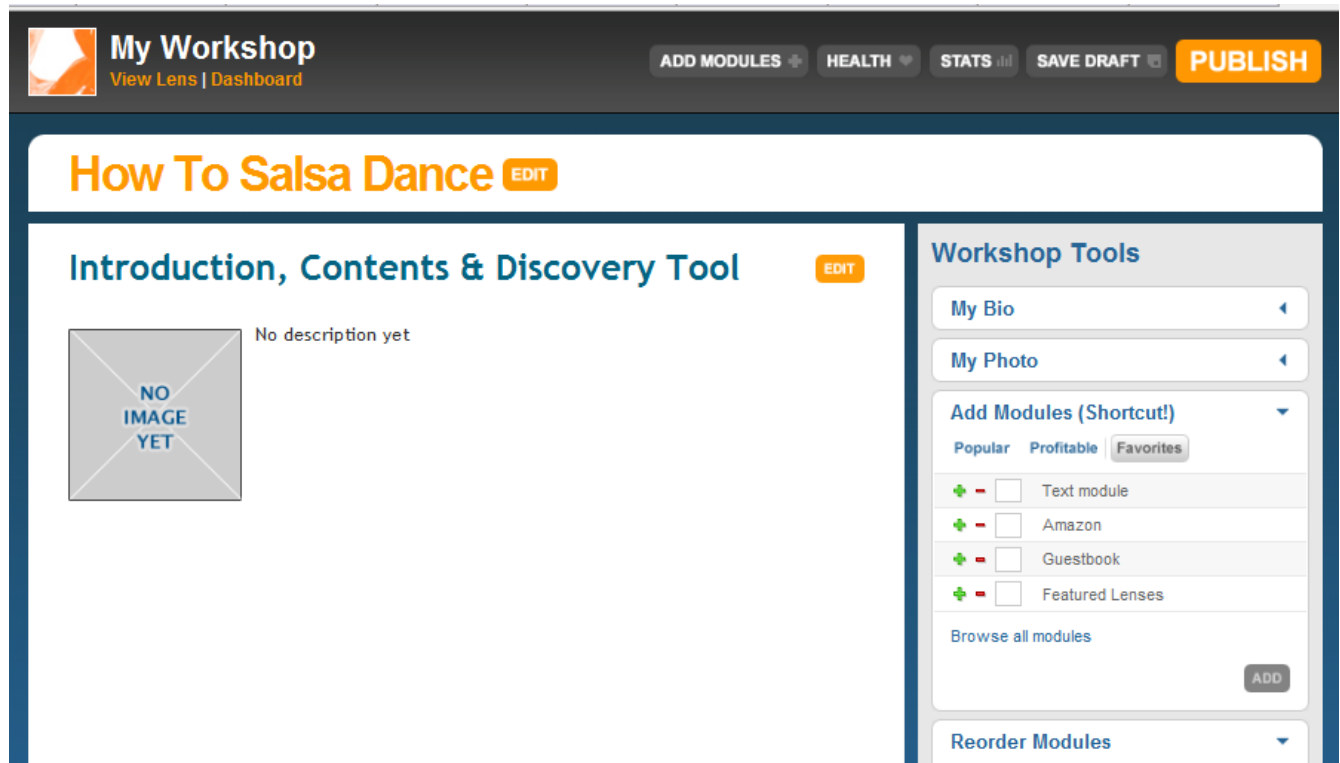 My Workshop
View Lens | Dashboard
ADD MODULES
HEALTH
STATS
SAVE DRAFT
PUBLISH
How To Salsa Dance EDIT
Introduction, Contents & Discovery Tool EDIT
NO
IMAGE
YET
No description yet
Workshop Tools
My Bio
My Photo
Add Modules (Shortcut!)
Popular Profitable Favorites
Text module
Amazon
Guestbook
Featured Lenses
Browse all modules
ADD
Reorder Modules